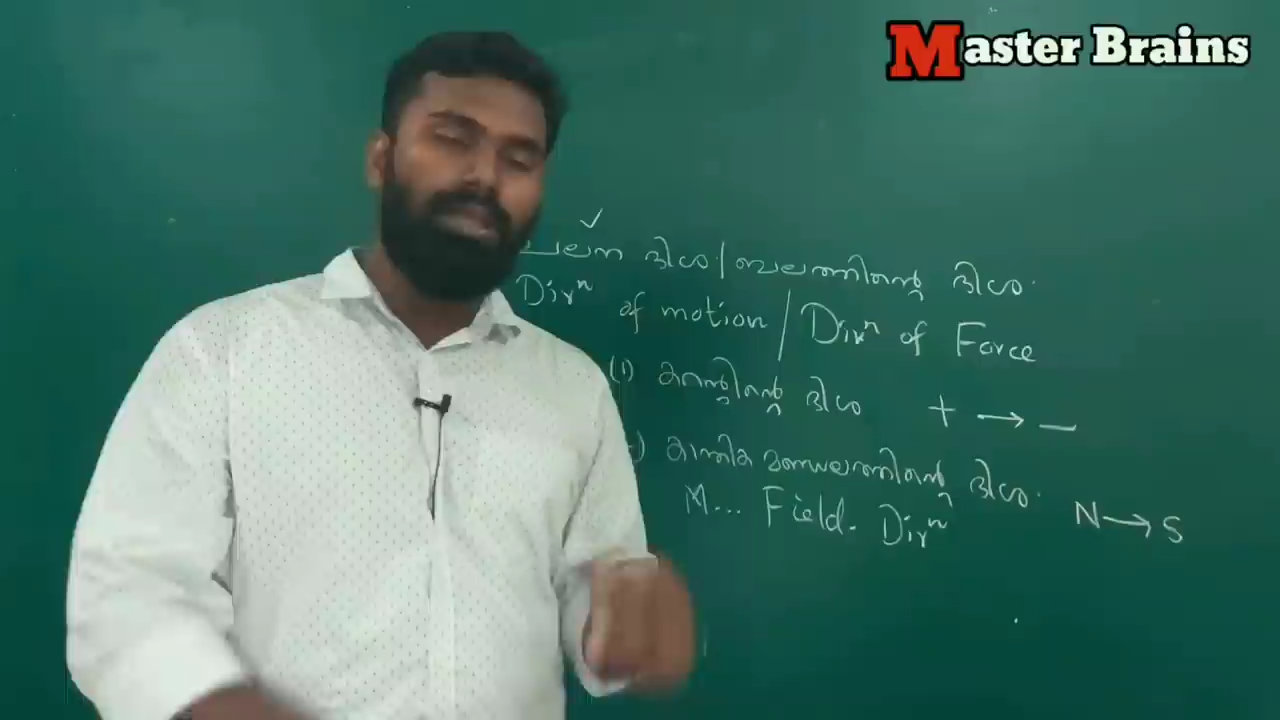 Master Brains
ചലന ദിശ / ബലത്തിന്റെ ദിശ
Dirⁿ of motion / Dirⁿ of Force
(1) കറന്റിന്റെ ദിശ + → −
കാന്തിക മണ്ഡലത്തിന്റെ ദിശ N → S
M... Field. Dirⁿ